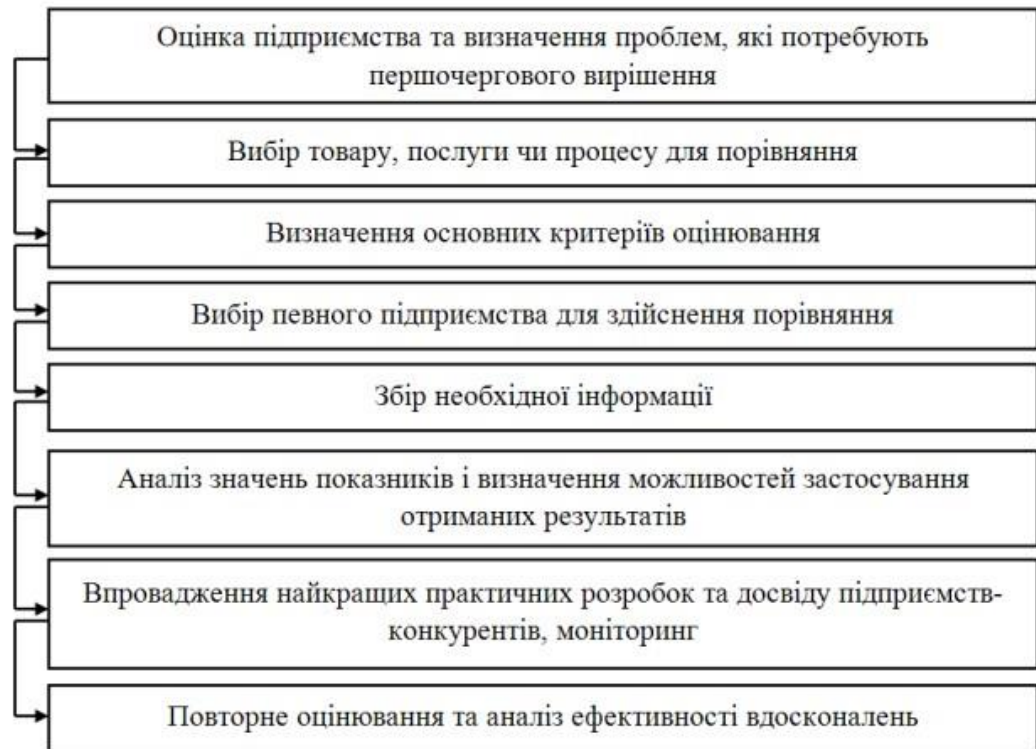 Оцінка підприємства та визначення проблем, які потребують
першочергового вирішення
Вибір товару, послуги чи процесу для порівняння
Визначення основних критеріїв оцінювання
Вибір певного підприємства для здійснення порівняння
Збір необхідної інформації
Аналіз значень показників і визначення можливостей застосування
отриманих результатів
Впровадження найкращих практичних розробок та досвіду підприємств-
конкурентів, моніторинг
Повторне оцінювання та аналіз ефективності вдосконалень